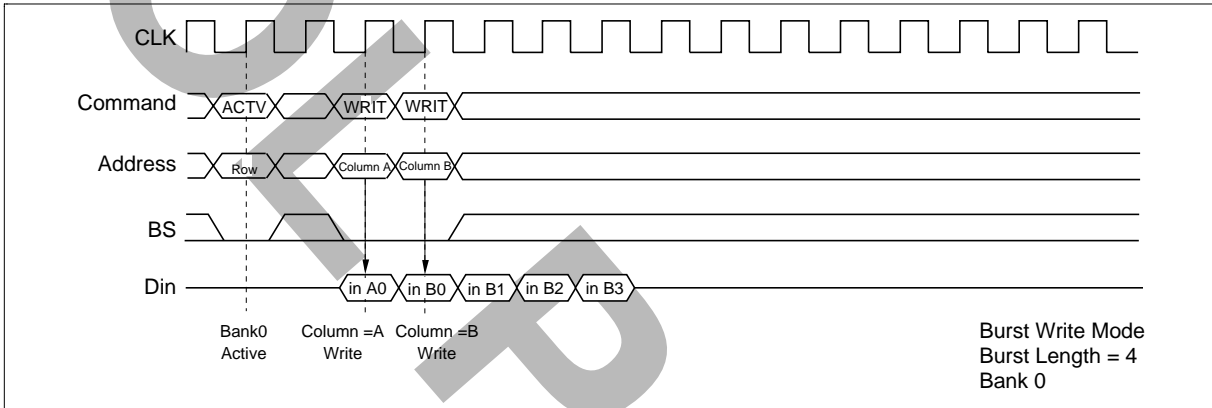 CLK
Command ACTV WRIT WRIT
Address Row Column A Column B
BS
Din in A0 in B0 in B1 in B2 in B3
Bank0 Column =A Column =B
Active Write Write
Burst Write Mode
Burst Length = 4
Bank 0